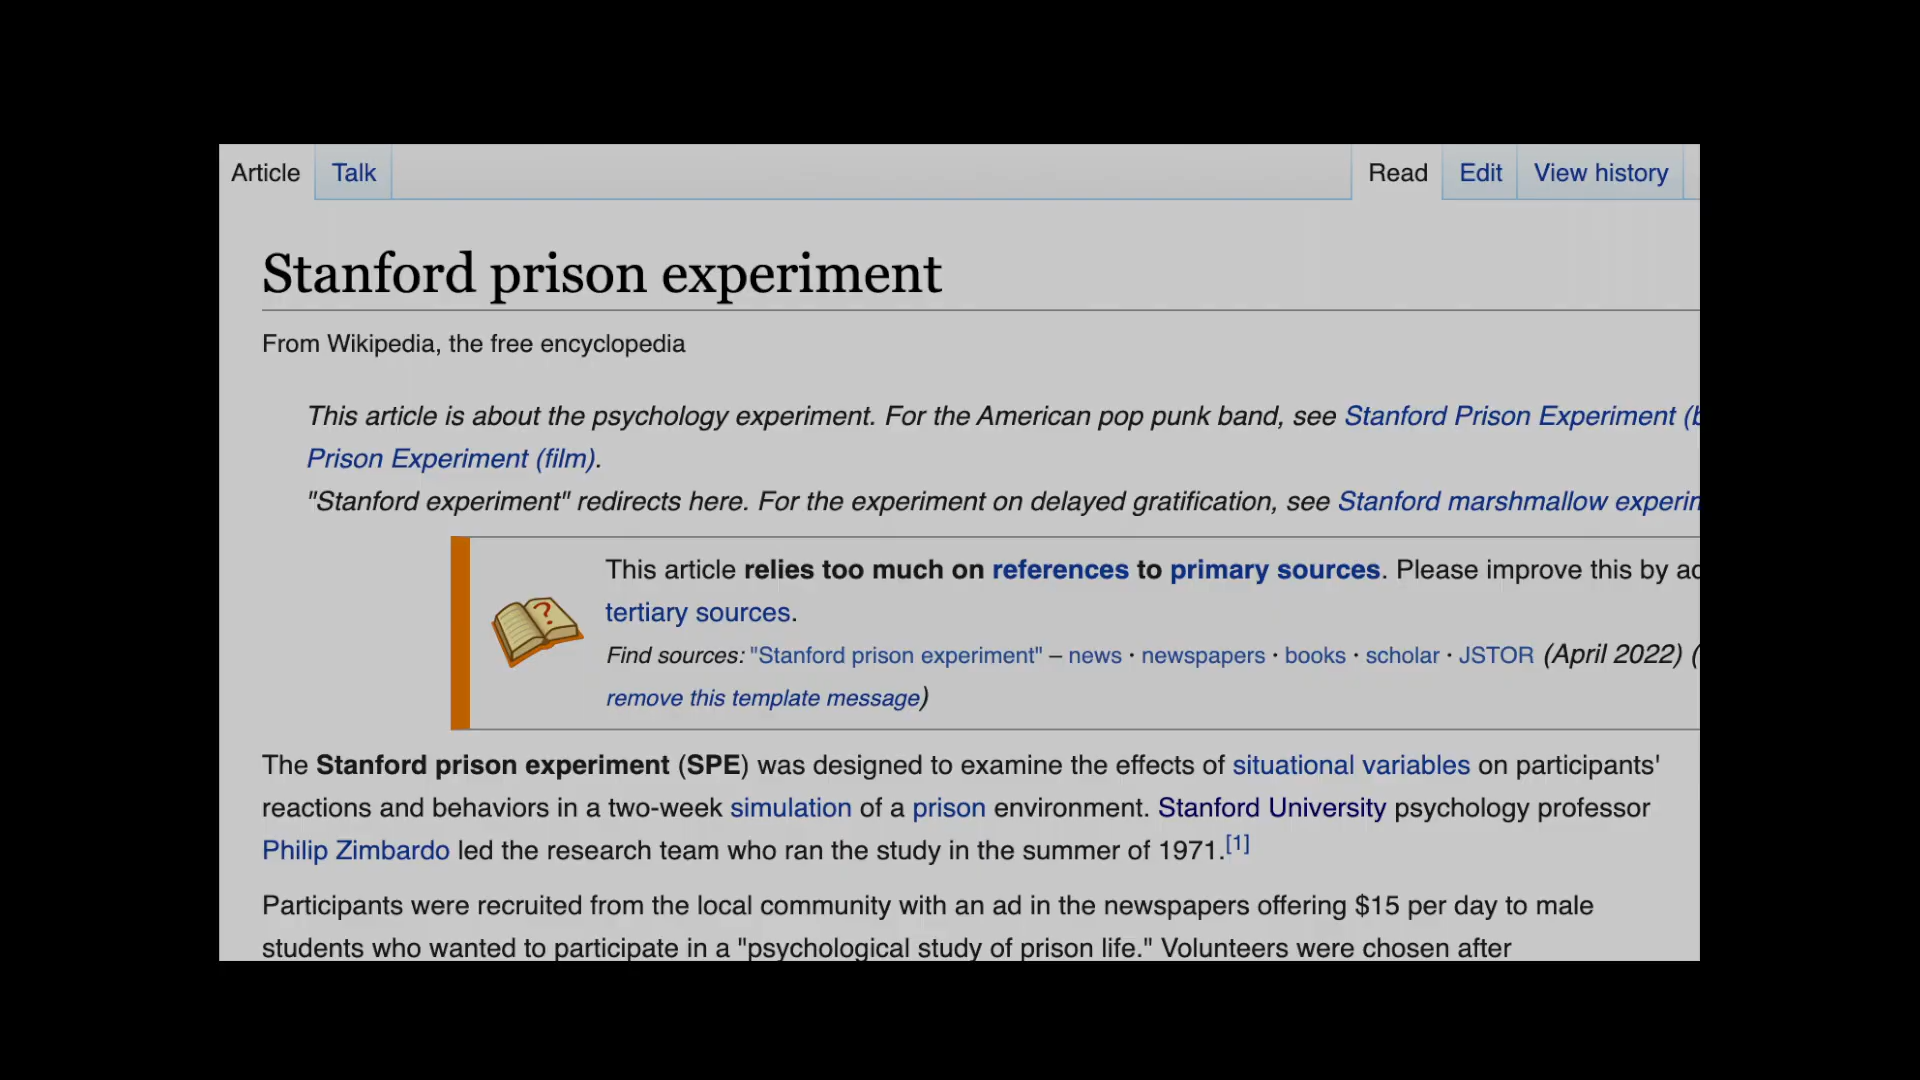 Article Talk Read Edit View history
Stanford prison experiment
From Wikipedia, the free encyclopedia
This article is about the psychology experiment. For the American pop punk band, see Stanford Prison Experiment (b
Prison Experiment (film).
"Stanford experiment" redirects here. For the experiment on delayed gratification, see Stanford marshmallow experim
This article relies too much on references to primary sources. Please improve this by ad
tertiary sources.
Find sources: "Stanford prison experiment" – news · newspapers · books · scholar · JSTOR (April 2022) (
remove this template message)
The Stanford prison experiment (SPE) was designed to examine the effects of situational variables on participants'
reactions and behaviors in a two-week simulation of a prison environment. Stanford University psychology professor
Philip Zimbardo led the research team who ran the study in the summer of 1971.[1]
Participants were recruited from the local community with an ad in the newspapers offering $15 per day to male
students who wanted to participate in a "psychological study of prison life." Volunteers were chosen after